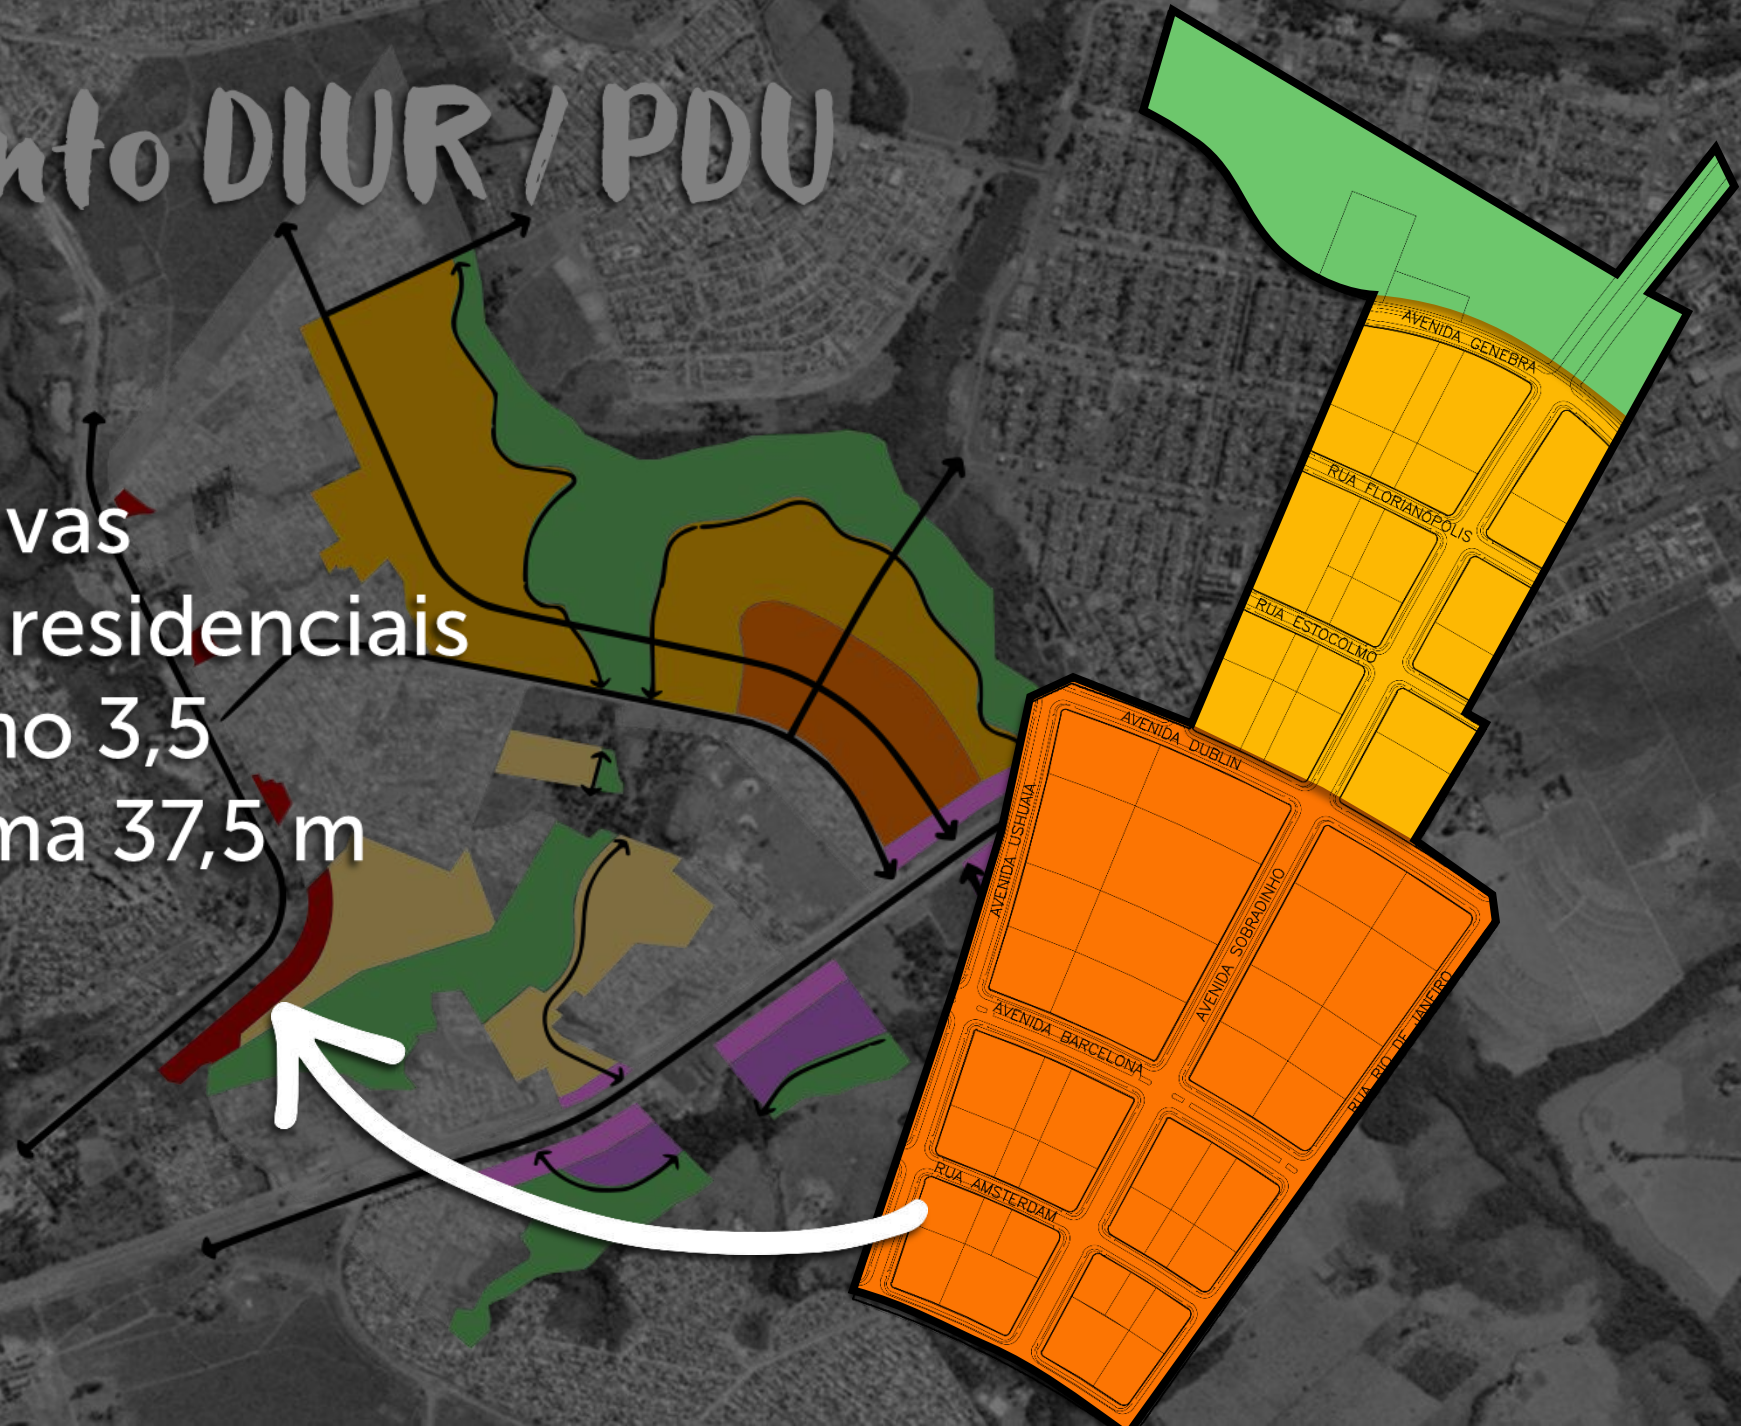 nto DIUR / PDU
vas
residenciais
no 3,5
ma 37,5 m
AVENIDA GENEBRA
RUA FLORIANÓPOLIS
RUA ESTOCOLMO
AVENIDA DUBLIN
AVENIDA USHUAIA
AVENIDA SOBRADINHO
RUA RIO DE JANEIRO
AVENIDA BARCELONA
RUA AMSTERDAM